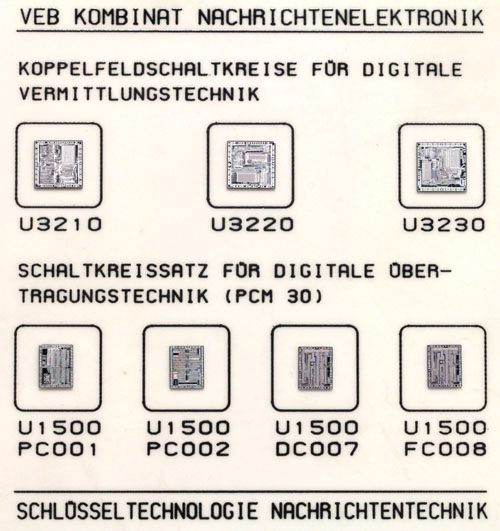 VEB KOMBINAT NACHRICHTENELEKTRONIK
KOPPELFELDSCHALTKREISE FÜR DIGITALE
VERMITTLUNGSTECHNIK
U3210 U3220 U3230
SCHALTKREISSATZ FÜR DIGITALE ÜBER-
TRAGUNGSTECHNIK (PCM 30)
U1500 U1500 U1500 U1500
PC001 PC002 DC007 FC008
SCHLÜSSELTECHNOLOGIE NACHRICHTENTECHNIK